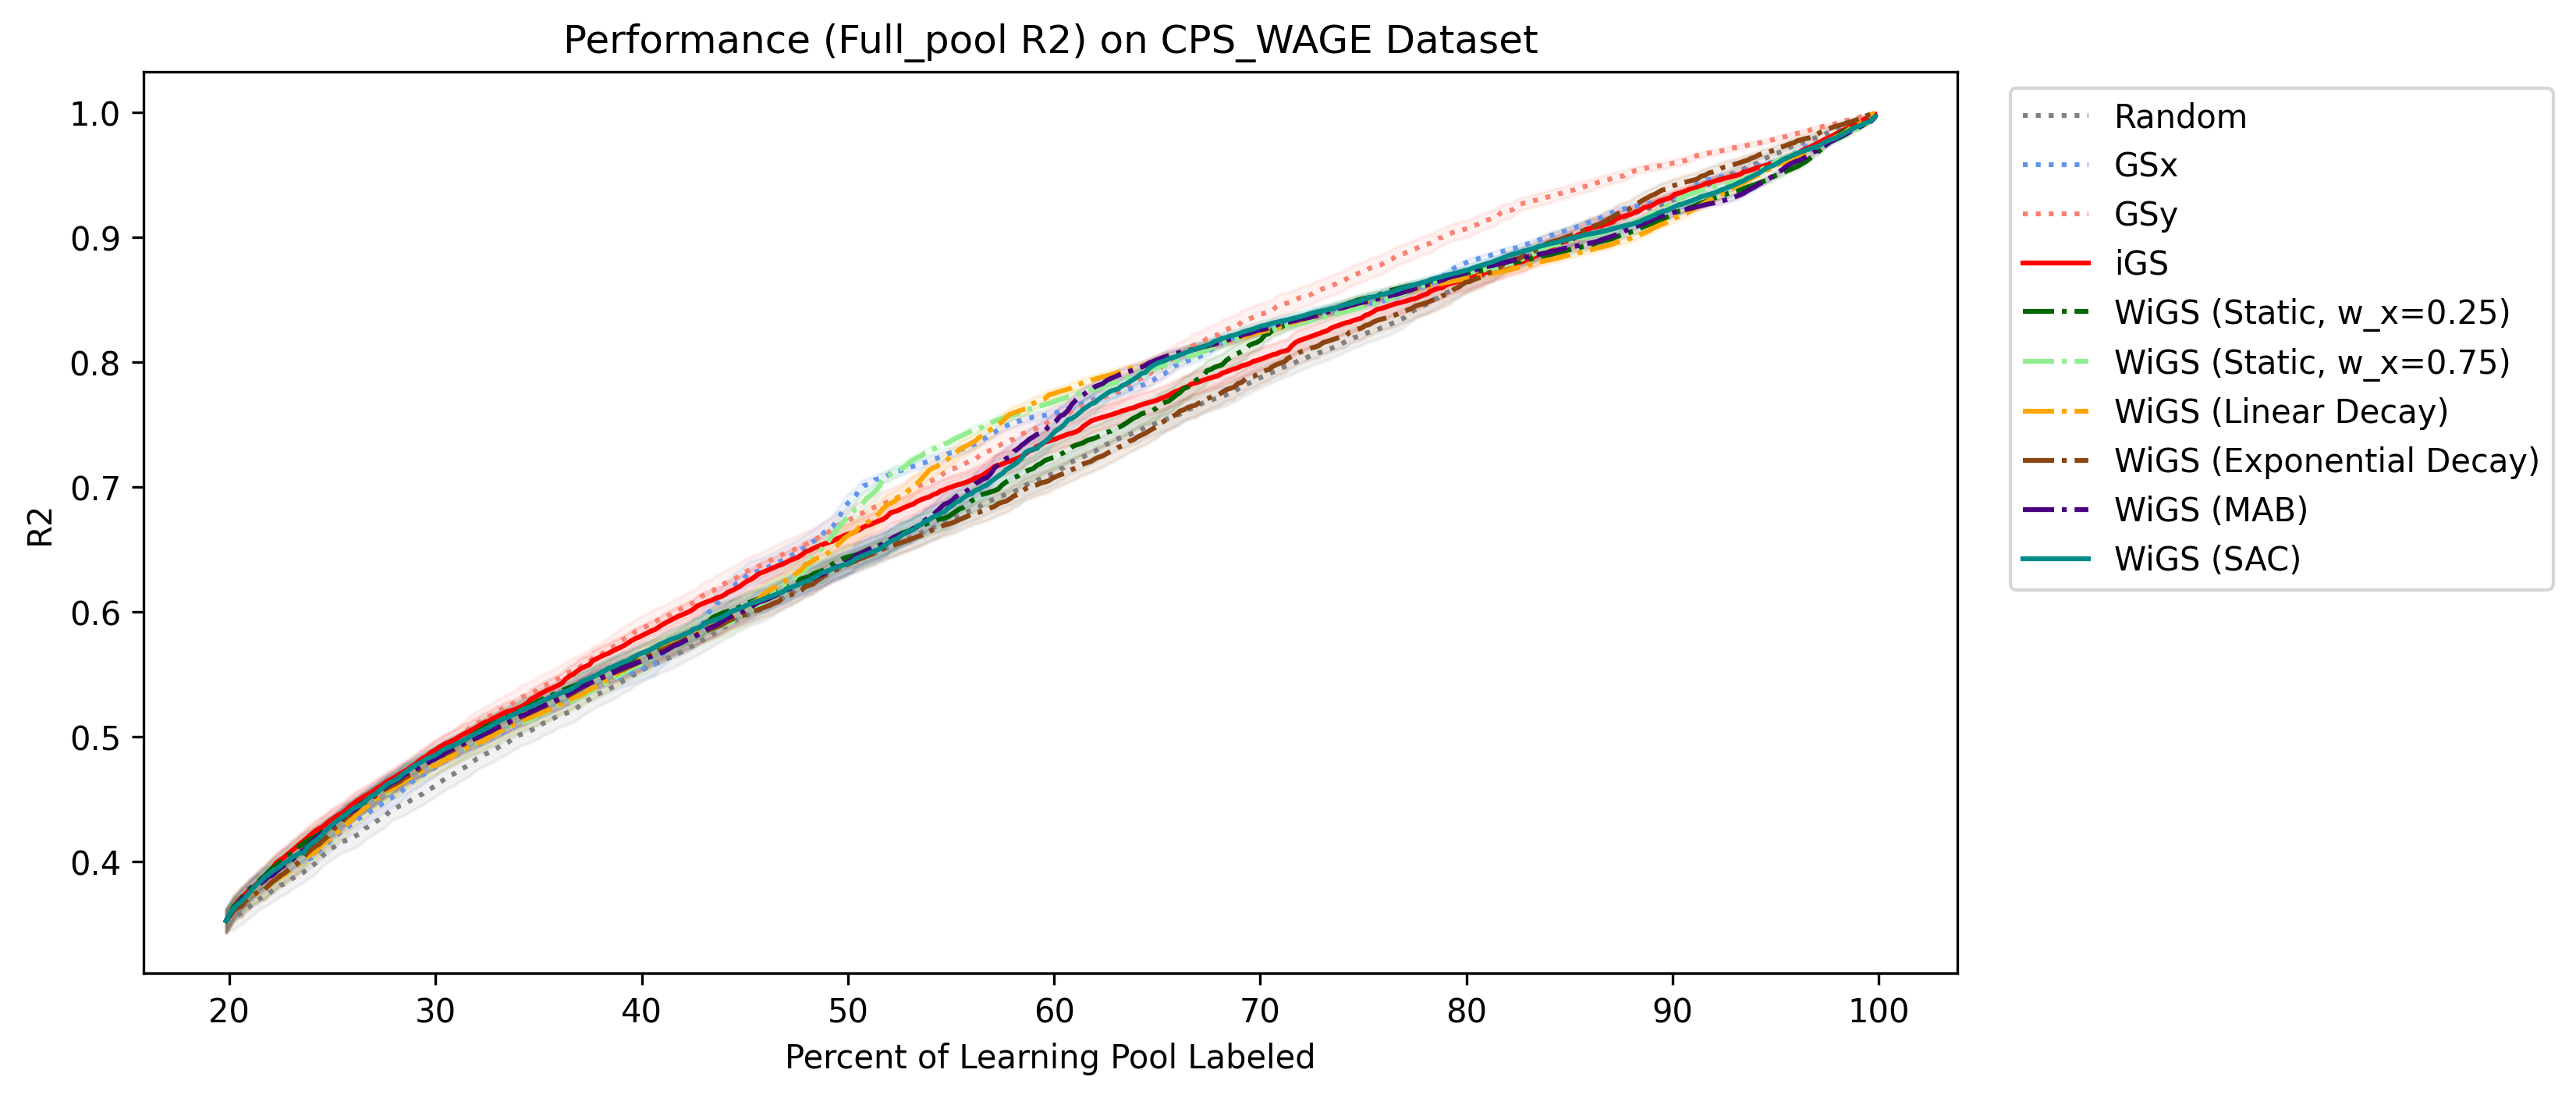 Performance (Full_pool R2) on CPS_WAGE Dataset
R2
1.0
0.9
0.8
0.7
0.6
0.5
0.4
20 30 40 50 60 70 80 90 100
Percent of Learning Pool Labeled
Random
GSx
GSy
iGS
WiGS (Static, w_x=0.25)
WiGS (Static, w_x=0.75)
WiGS (Linear Decay)
WiGS (Exponential Decay)
WiGS (MAB)
WiGS (SAC)